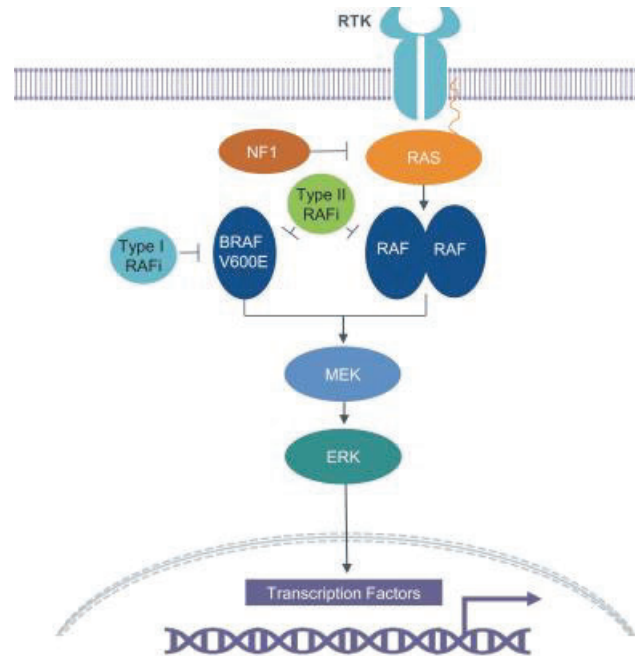 RTK
NF1
RAS
Type II
RAFi
Type I
RAFi
BRAF
V600E
RAF
RAF
MEK
ERK
Transcription Factors